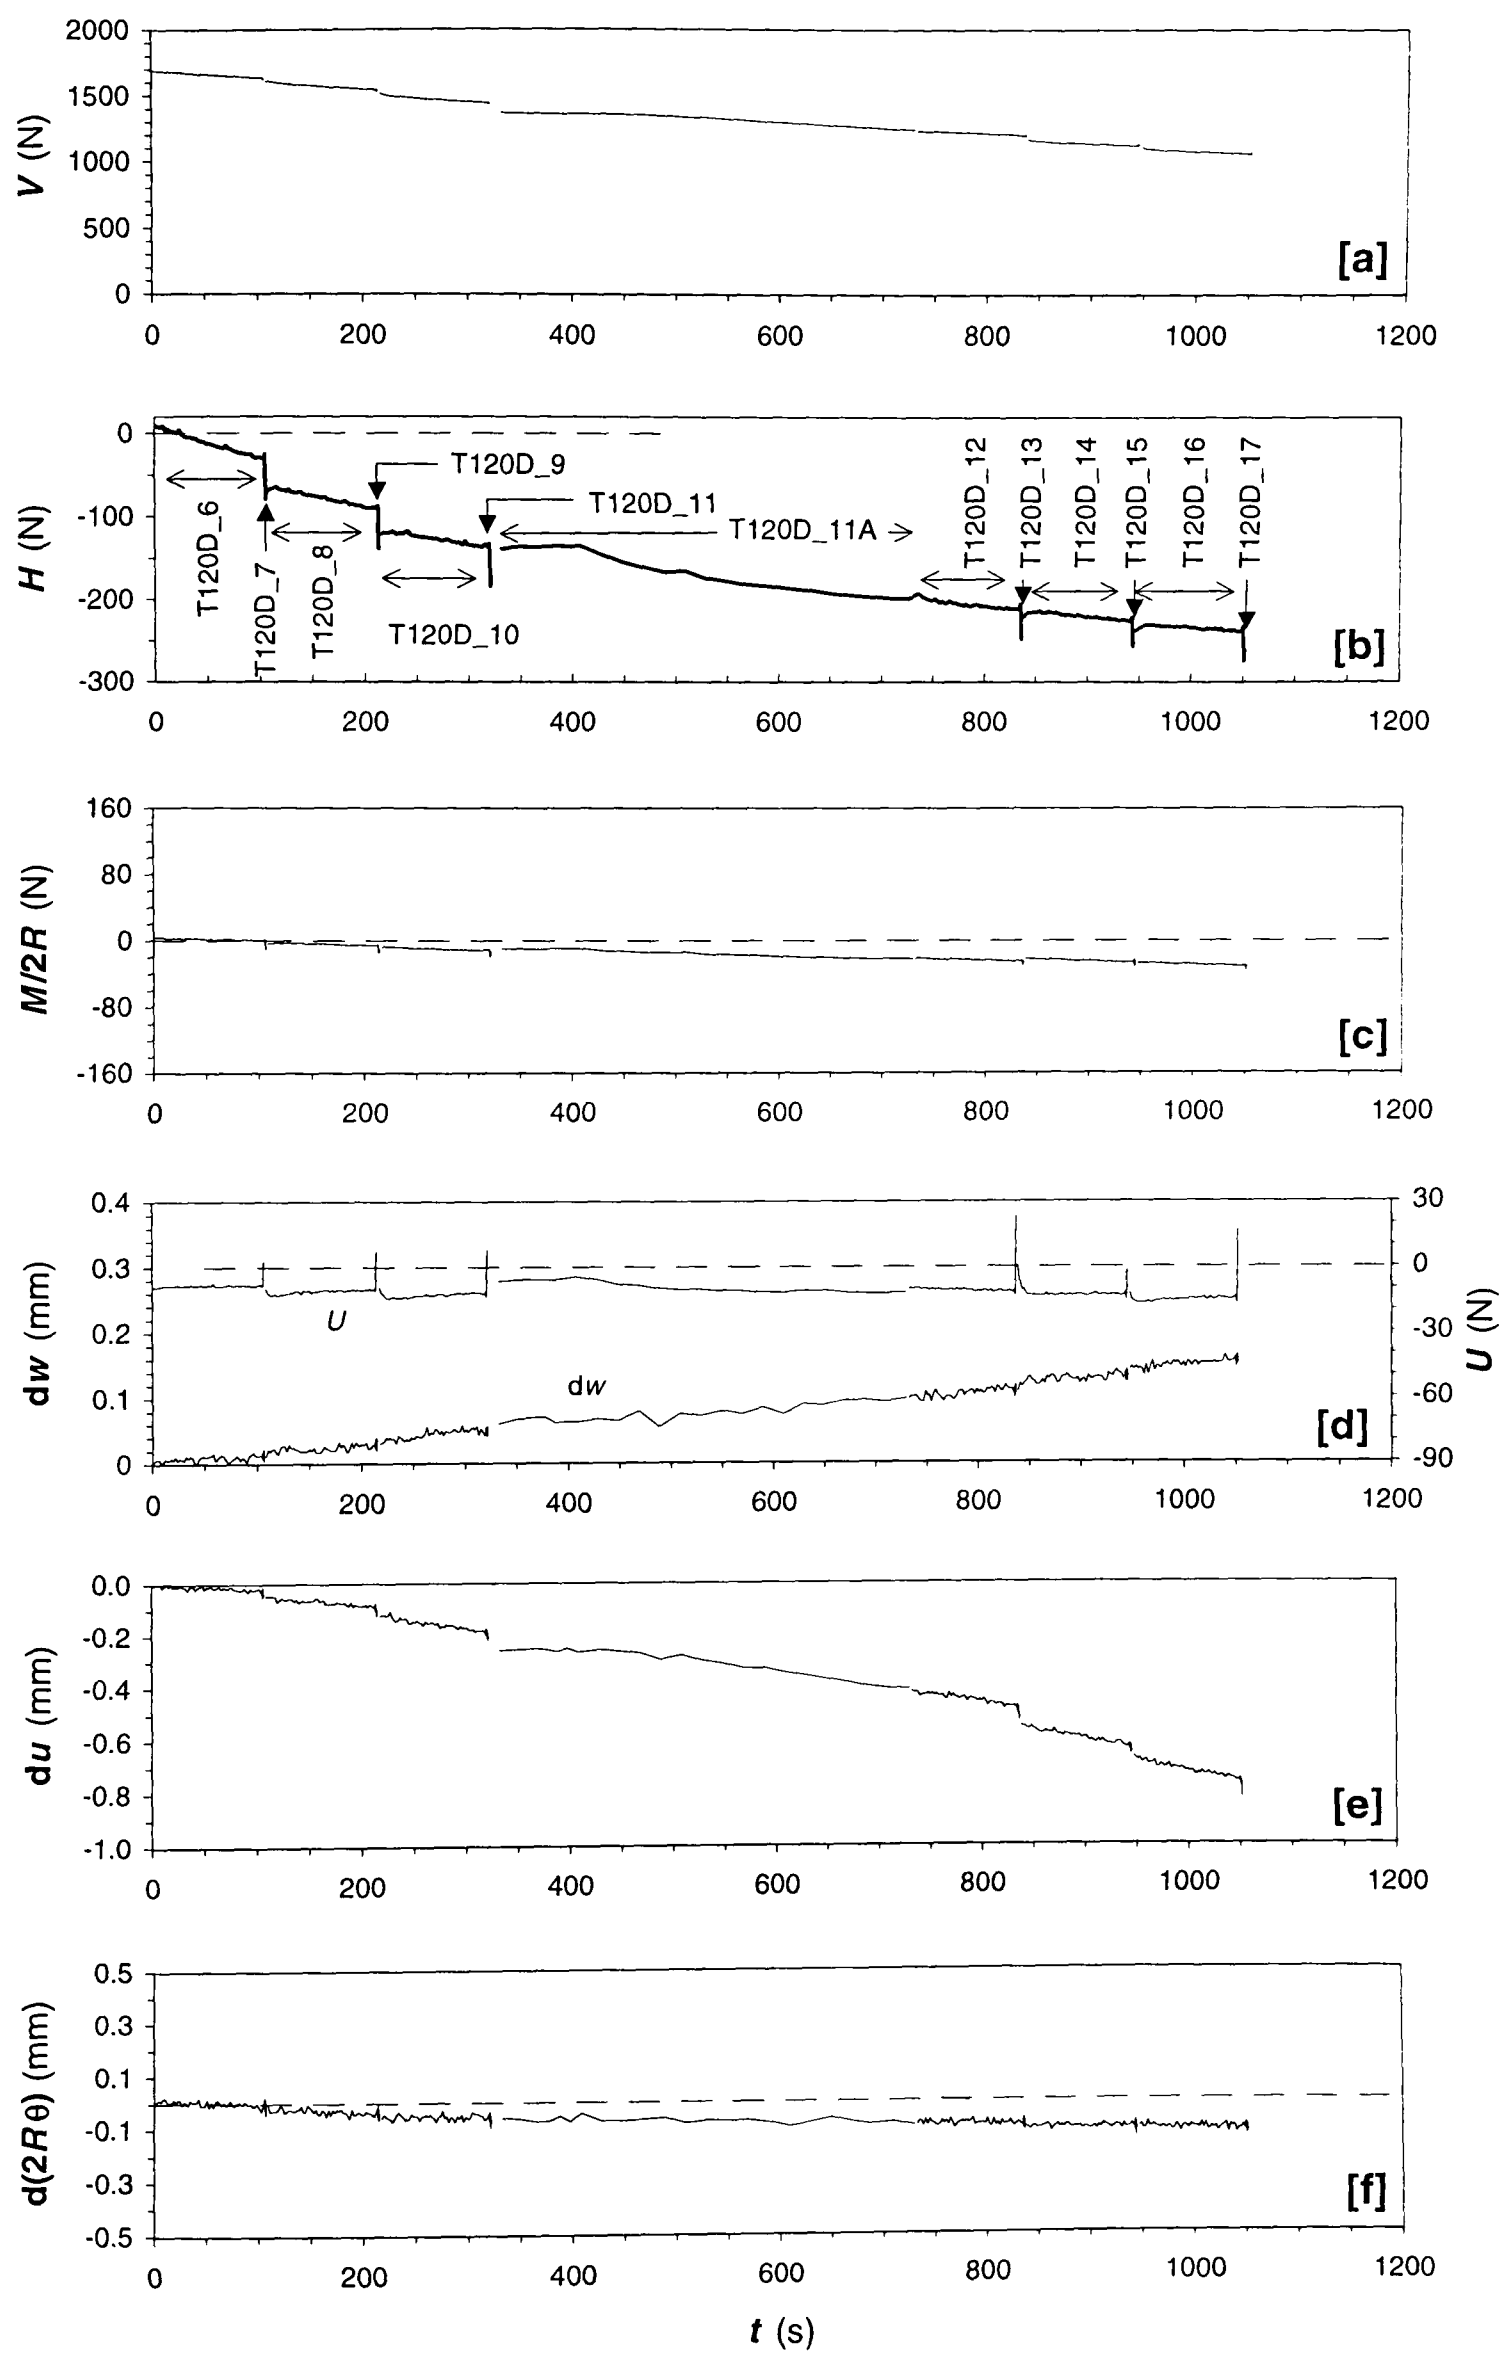 2000
1500
1000
500
0
V (N)
[a]
0 200 400 600 800 1000 1200
0
-100
-200
-300
H (N)
T120D_6
T120D_7
T120D_8
T120D_9
T120D_10
T120D_11
T120D_11A
T120D_12
T120D_13
T120D_14
T120D_15
T120D_16
T120D_17
[b]
0 200 400 600 800 1000 1200
160
80
0
-80
-160
M/2R (N)
[c]
0 200 400 600 800 1000 1200
0.4
0.3
0.2
0.1
0
dw (mm)
U
dw
30
0
-30
-60
-90
U (N)
[d]
0 200 400 600 800 1000 1200
0.0
-0.2
-0.4
-0.6
-0.8
-1.0
du (mm)
[e]
0 200 400 600 800 1000 1200
0.5
0.3
0.1
-0.1
-0.3
-0.5
d(2Rθ) (mm)
[f]
0 200 400 600 800 1000 1200
t (s)